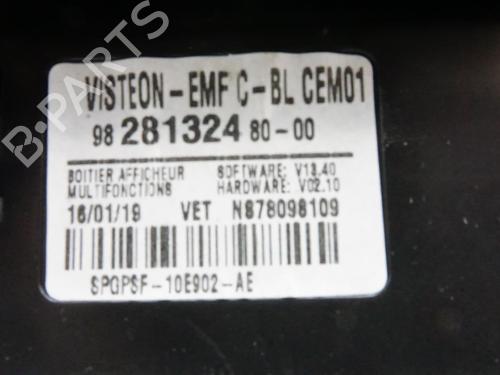 VISTEON-EMF C-BL CEM01
98 281324 80-00
BOITIER AFFICHEUR SOFTWARE: V13.40
MULTIFONCTIONS HARDWARE: V02.10
16/01/19 VET N878098109
SPGPSF-10E902-AE
B-PARTS